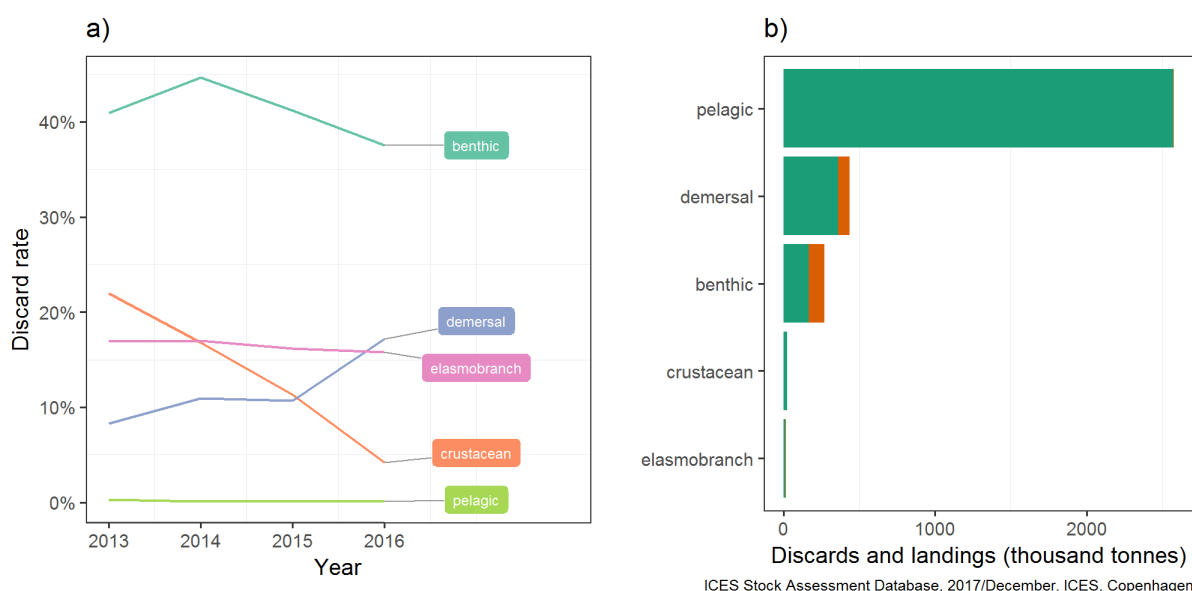 a)
Discard rate
40%
30%
20%
10%
0%
benthic
demersal
elasmobranch
crustacean
pelagic
2013 2014 2015 2016
Year
b)
pelagic
demersal
benthic
crustacean
elasmobranch
0 1000 2000
Discards and landings (thousand tonnes)
ICES Stock Assessment Database, 2017/December. ICES, Copenhagen